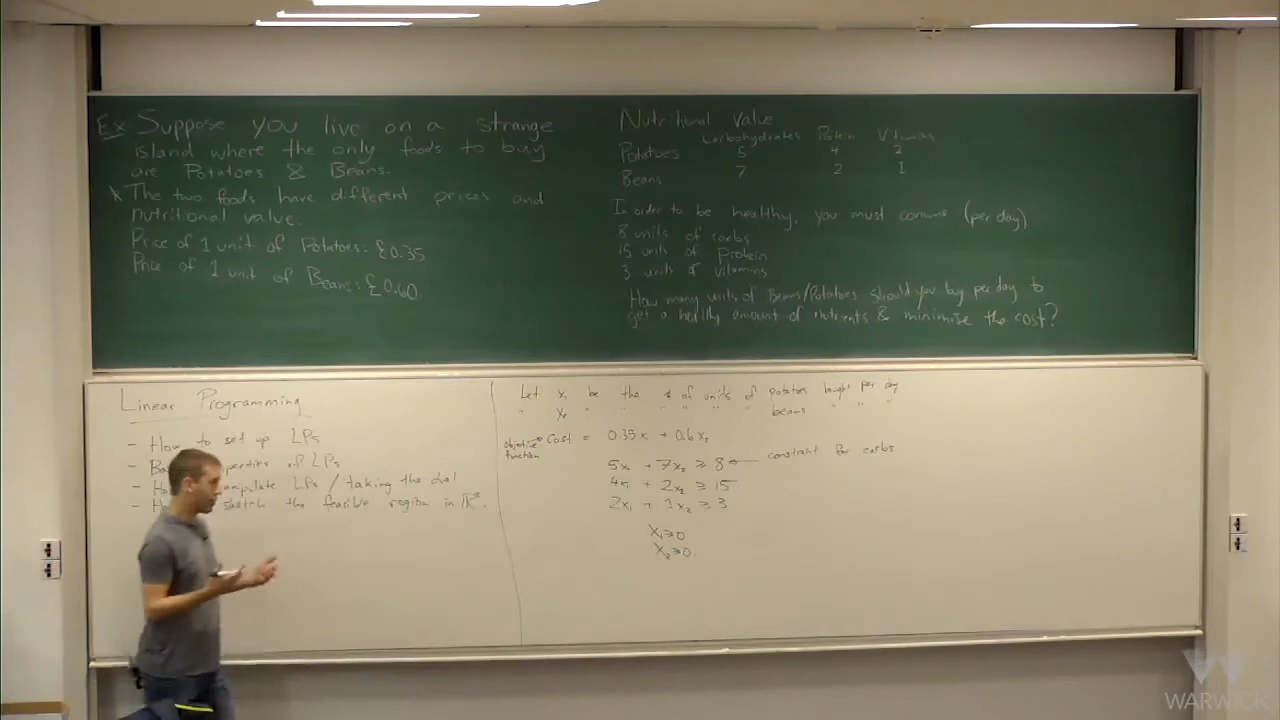 Ex: Suppose you live on a strange
island where the only foods to buy
are Potatoes & Beans.
* The two foods have different prices and
nutritional value.
Price of 1 unit of Potatoes: £0.35
Price of 1 unit of Beans: £0.60
Nutritional Value
Carbohydrates Protein Vitamins
Potatoes 5 4 2
Beans 7 2 1
In order to be healthy, you must consume (per day)
8 units of carbs
15 units of protein
3 units of vitamins
How many units of Beans/Potatoes should you buy per day to
get a healthy amount of nutrients & minimise the cost?
Linear Programming
- How to set up LPs
- properties of LPs
- LPs / taking the dual
- sketch the feasible region in ℝ².
Let x₁ be the # of units of potatoes bought per day
" x₂ " " " " " beans " "
objective function
Cost = 0.35x₁ + 0.6x₂
5x₁ + 7x₂ ≥ 8 ← constraint for carbs
4x₁ + 2x₂ ≥ 15
2x₁ + 3x₂ ≥ 3
x₁ ≥ 0
x₂ ≥ 0.
WARWICK